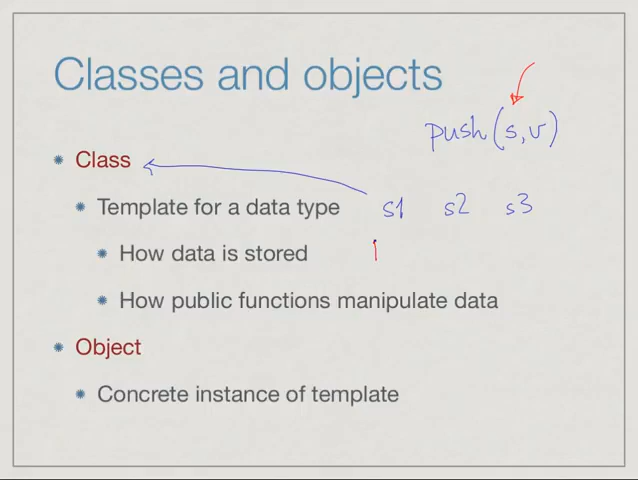 Classes and objects
push(s,v)
Class
Template for a data type s1 s2 s3
How data is stored
How public functions manipulate data
Object
Concrete instance of template